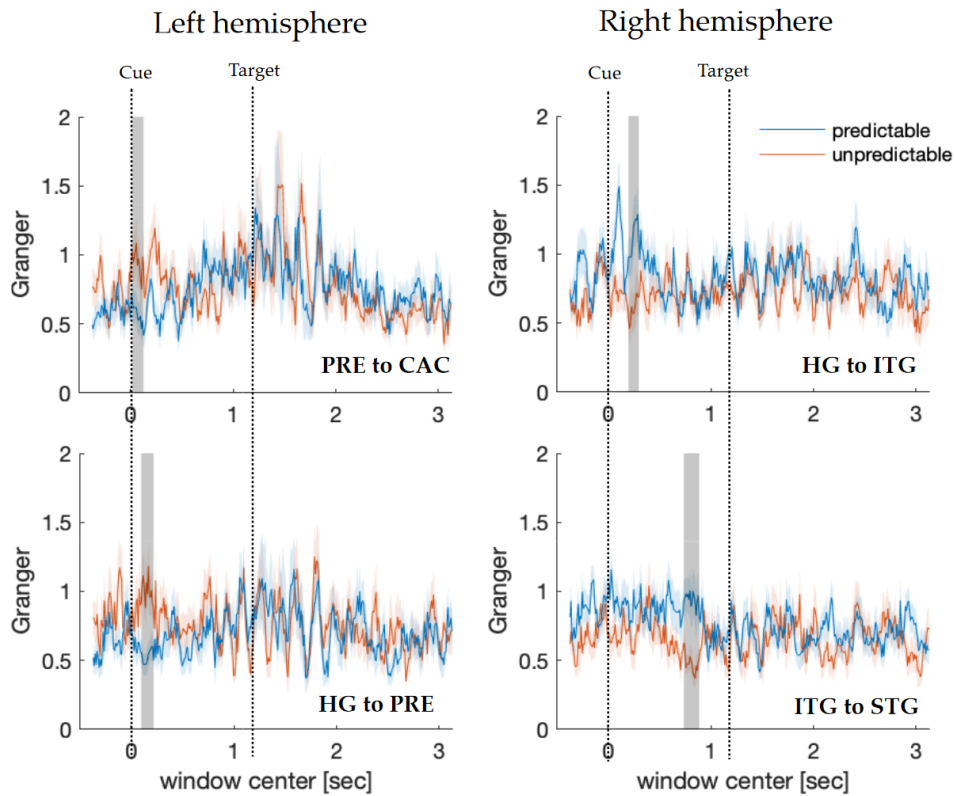 Left hemisphere
Right hemisphere
Cue
Target
Cue
Target
2
1.5
1
0.5
0
Granger
0
1
2
3
PRE to CAC
2
1.5
1
0.5
0
Granger
0
1
2
3
predictable
unpredictable
HG to ITG
2
1.5
1
0.5
0
Granger
0
1
2
3
HG to PRE
window center [sec]
2
1.5
1
0.5
0
Granger
0
1
2
3
ITG to STG
window center [sec]